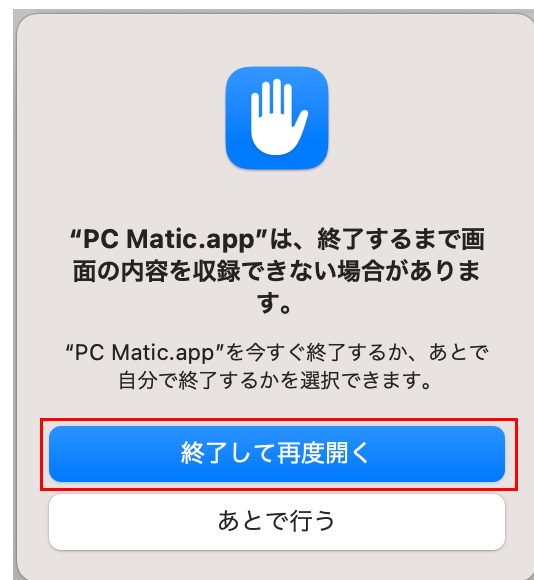 “PC Matic.app”は、終了するまで画
面の内容を収録できない場合がありま
す。
“PC Matic.app”を今すぐ終了するか、あとで
自分で終了するかを選択できます。
終了して再度開く
あとで行う